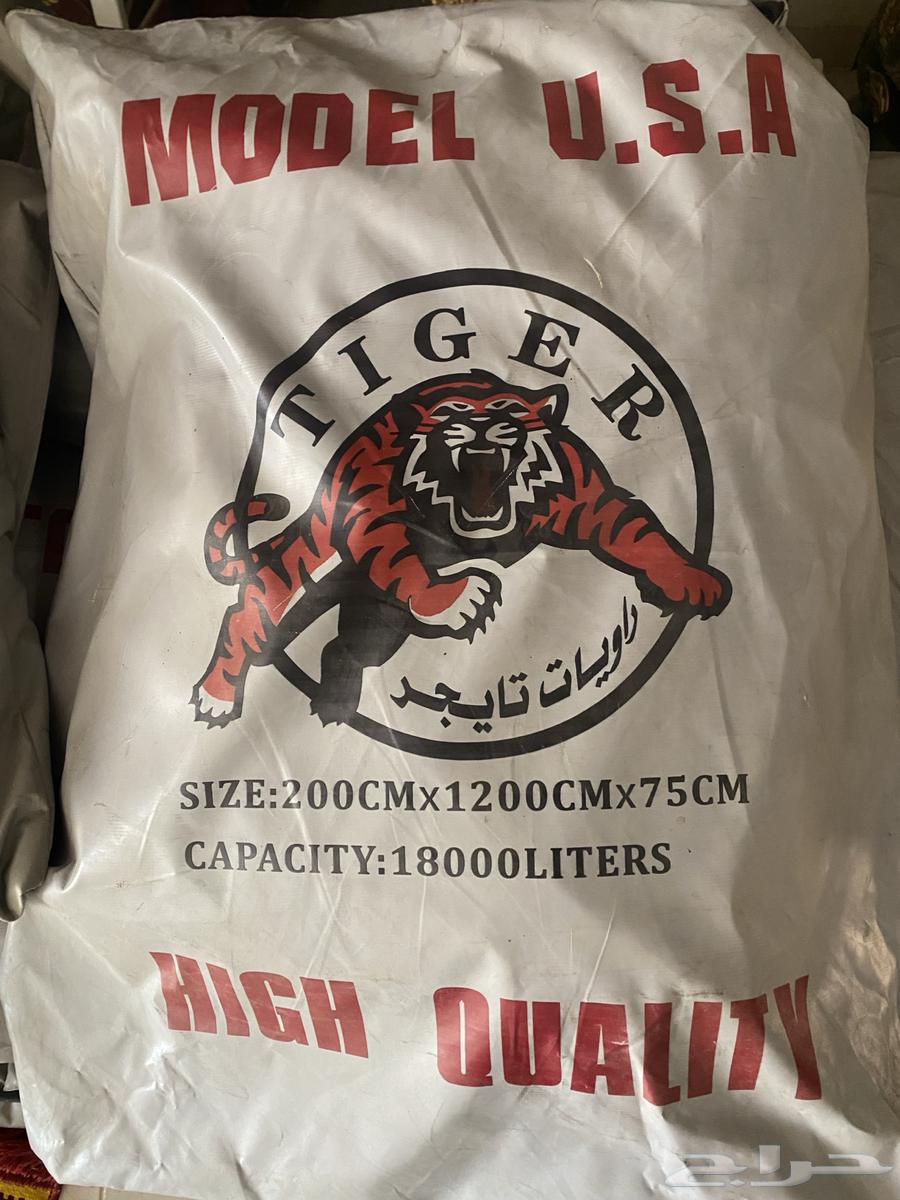 MODEL U.S.A
TIGER
راويات تايجر
SIZE:200CMx1200CMx75CM
CAPACITY:18000LITERS
HIGH QUALITY
حراج